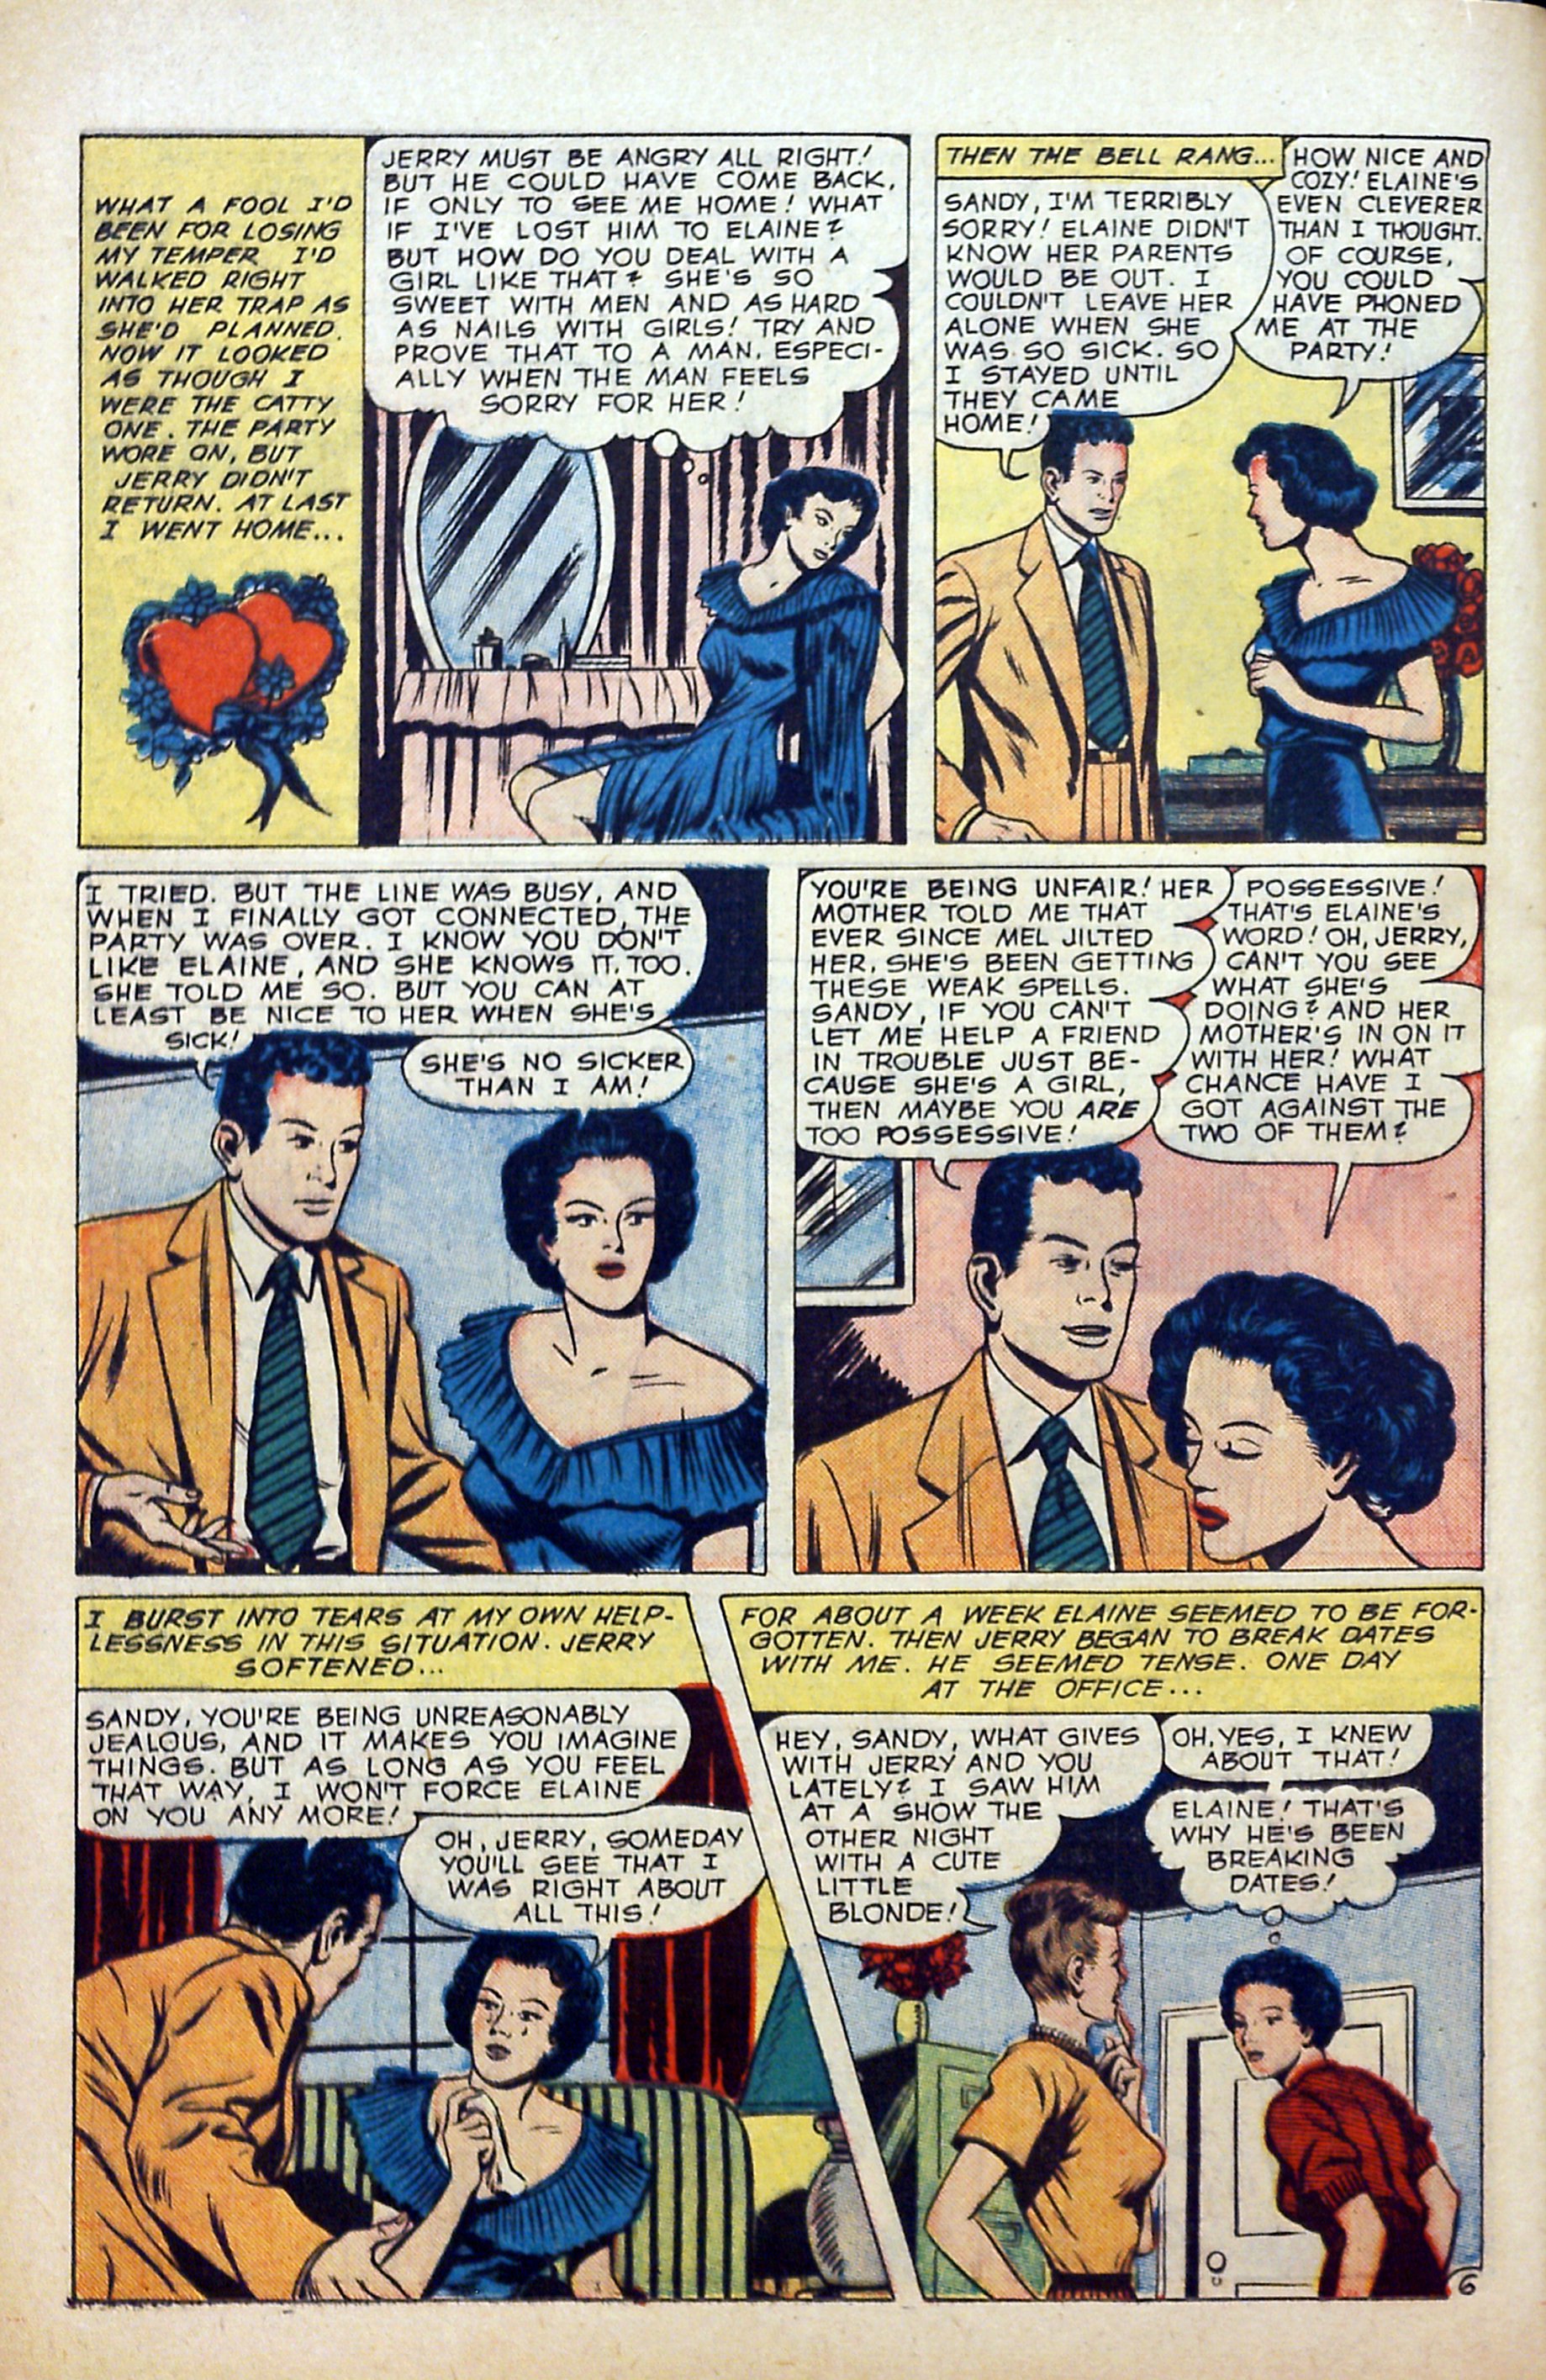 WHAT A FOOL I'D
BEEN FOR LOSING
MY TEMPER. I'D
WALKED RIGHT
INTO HER TRAP AS
SHE'D PLANNED.
NOW IT LOOKED
AS THOUGH I
WERE THE CATTY
ONE. THE PARTY
WORE ON, BUT
JERRY DIDN'T
RETURN. AT LAST
I WENT HOME...
JERRY MUST BE ANGRY ALL RIGHT!
BUT HE COULD HAVE COME BACK,
IF ONLY TO SEE ME HOME! WHAT
IF I'VE LOST HIM TO ELAINE?
BUT HOW DO YOU DEAL WITH A
GIRL LIKE THAT? SHE'S SO
SWEET WITH MEN AND AS HARD
AS NAILS WITH GIRLS! TRY AND
PROVE THAT TO A MAN, ESPECI-
ALLY WHEN THE MAN FEELS
SORRY FOR HER!
THEN THE BELL RANG...
SANDY, I'M TERRIBLY
SORRY! ELAINE DIDN'T
KNOW HER PARENTS
WOULD BE OUT. I
COULDN'T LEAVE HER
ALONE WHEN SHE
WAS SO SICK. SO
I STAYED UNTIL
THEY CAME
HOME!
HOW NICE AND
COZY! ELAINE'S
EVEN CLEVERER
THAN I THOUGHT.
OF COURSE,
YOU COULD
HAVE PHONED
ME AT THE
PARTY!
I TRIED. BUT THE LINE WAS BUSY, AND
WHEN I FINALLY GOT CONNECTED, THE
PARTY WAS OVER. I KNOW YOU DON'T
LIKE ELAINE, AND SHE KNOWS IT, TOO.
SHE TOLD ME SO. BUT YOU CAN AT
LEAST BE NICE TO HER WHEN SHE'S
SICK!
SHE'S NO SICKER
THAN I AM!
YOU'RE BEING UNFAIR! HER
MOTHER TOLD ME THAT
EVER SINCE MEL JILTED
HER, SHE'S BEEN GETTING
THESE WEAK SPELLS.
SANDY, IF YOU CAN'T
LET ME HELP A FRIEND
IN TROUBLE JUST BE-
CAUSE SHE'S A GIRL,
THEN MAYBE YOU ARE
TOO POSSESSIVE!
POSSESSIVE!
THAT'S ELAINE'S
WORD! OH, JERRY,
CAN'T YOU SEE
WHAT SHE'S
DOING? AND HER
MOTHER'S IN ON IT
WITH HER! WHAT
CHANCE HAVE I
GOT AGAINST THE
TWO OF THEM?
I BURST INTO TEARS AT MY OWN HELP-
LESSNESS IN THIS SITUATION. JERRY
SOFTENED...
SANDY, YOU'RE BEING UNREASONABLY
JEALOUS, AND IT MAKES YOU IMAGINE
THINGS. BUT AS LONG AS YOU FEEL
THAT WAY, I WON'T FORCE ELAINE
ON YOU ANY MORE!
OH, JERRY, SOMEDAY
YOU'LL SEE THAT I
WAS RIGHT ABOUT
ALL THIS!
FOR ABOUT A WEEK ELAINE SEEMED TO BE FOR-
GOTTEN. THEN JERRY BEGAN TO BREAK DATES
WITH ME. HE SEEMED TENSE. ONE DAY
AT THE OFFICE...
HEY, SANDY, WHAT GIVES
WITH JERRY AND YOU
LATELY? I SAW HIM
AT A SHOW THE
OTHER NIGHT
WITH A CUTE
LITTLE
BLONDE!
OH, YES, I KNEW
ABOUT THAT!
ELAINE! THAT'S
WHY HE'S BEEN
BREAKING
DATES!
6